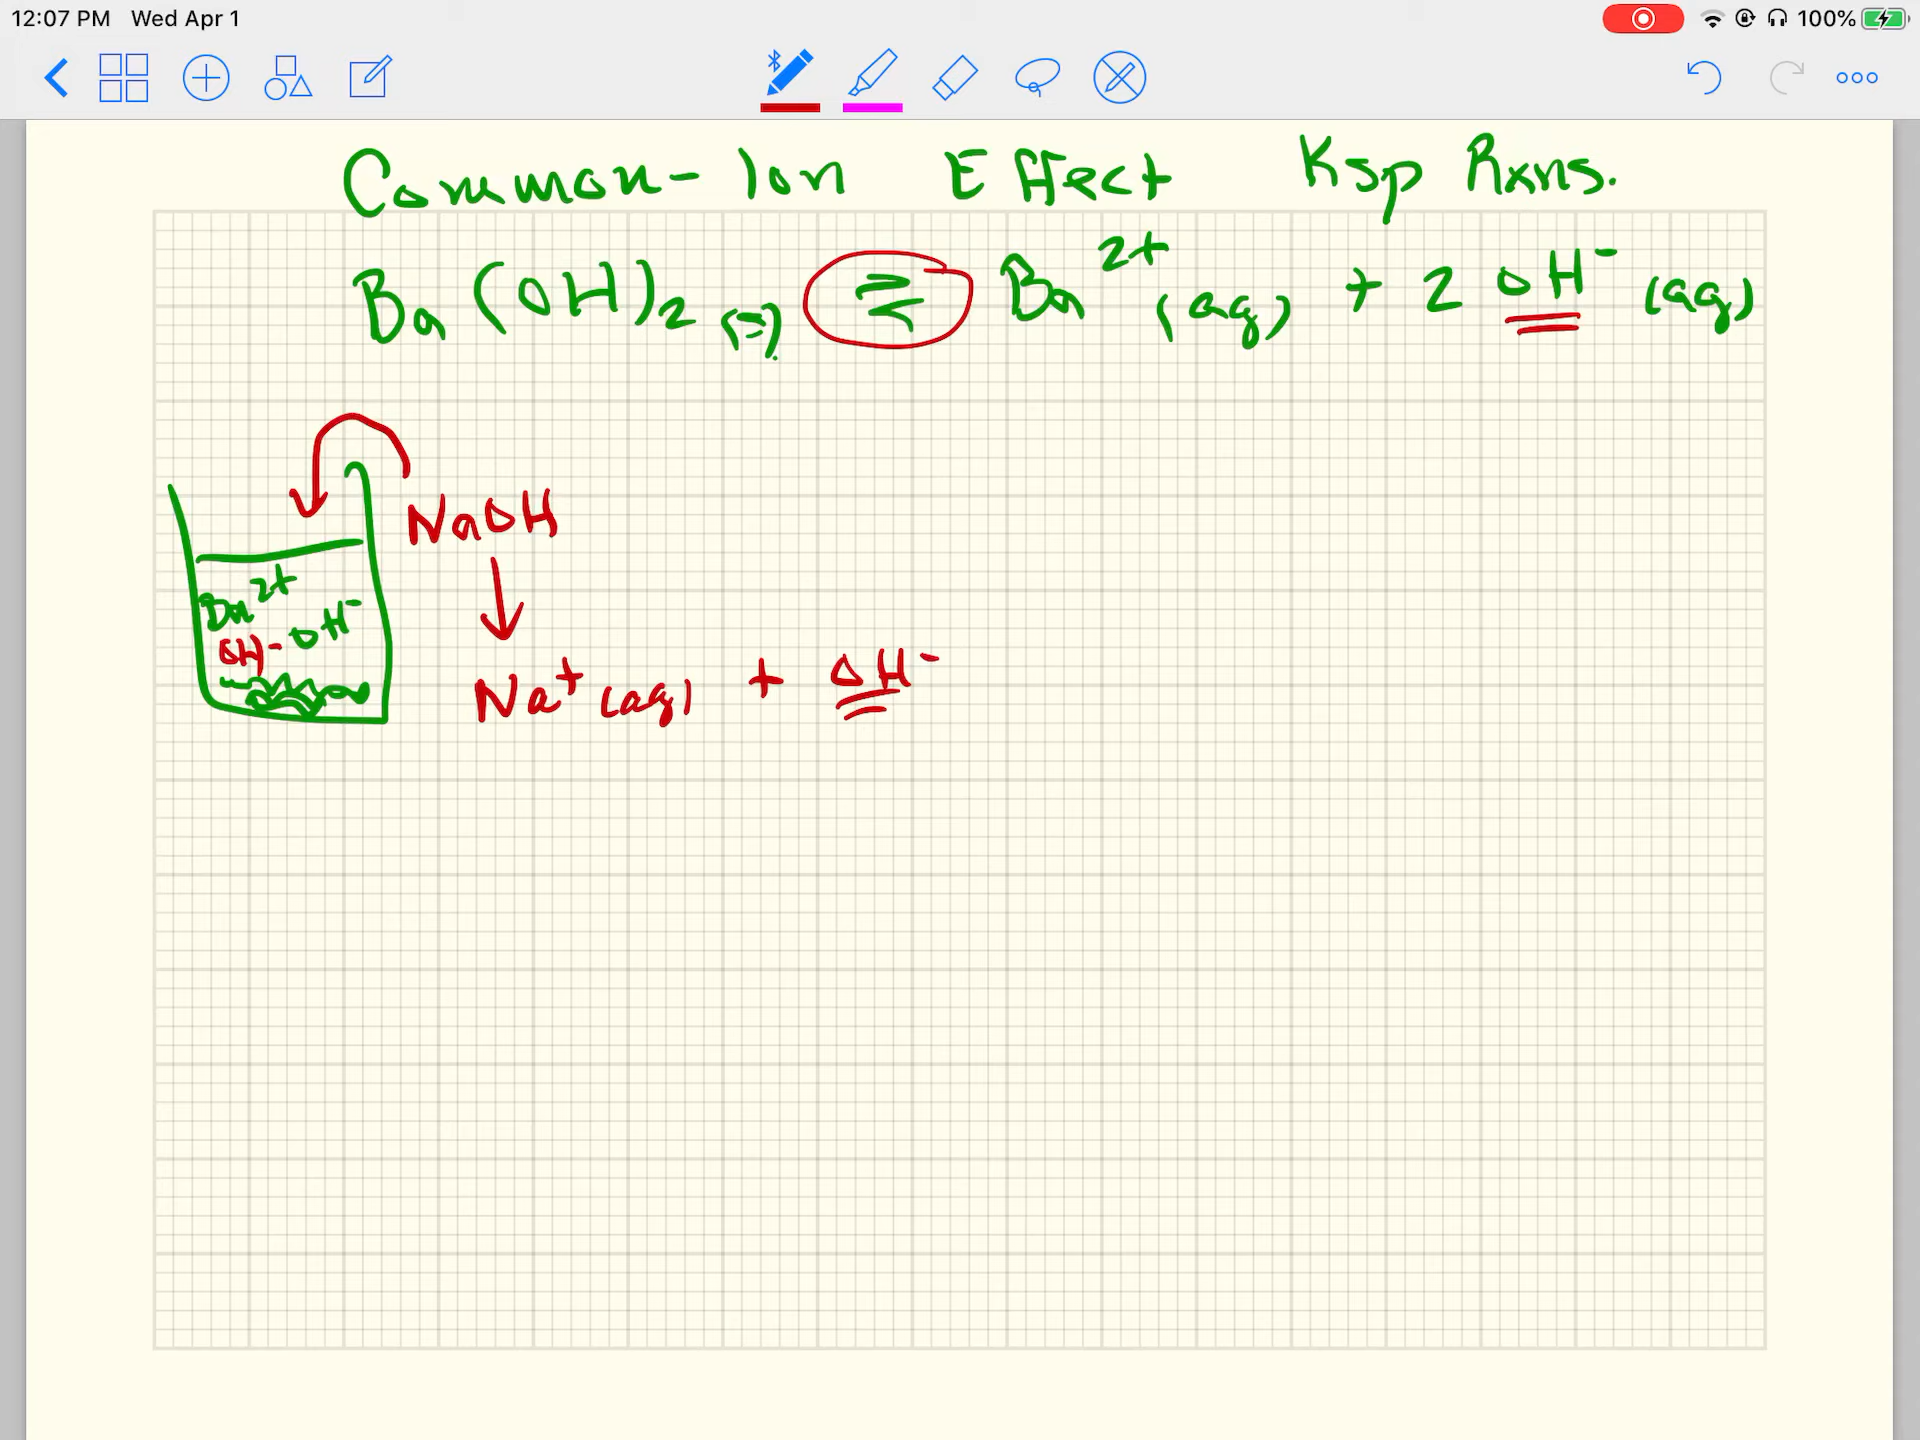 12:07 PM Wed Apr 1 100%
Common-Ion Effect Ksp Rxns.
Ba(OH)₂ (s) ⇌ Ba²⁺ (aq) + 2 OH⁻ (aq)
NaOH
Ba²⁺
OH⁻ OH⁻
Na⁺ (aq) + OH⁻